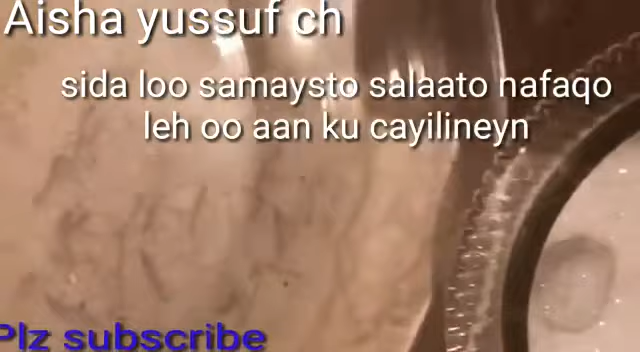 Aisha yussuf ch
sida loo samaysto salaato nafaqo
leh oo aan ku cayilineyn
Plz subscribe